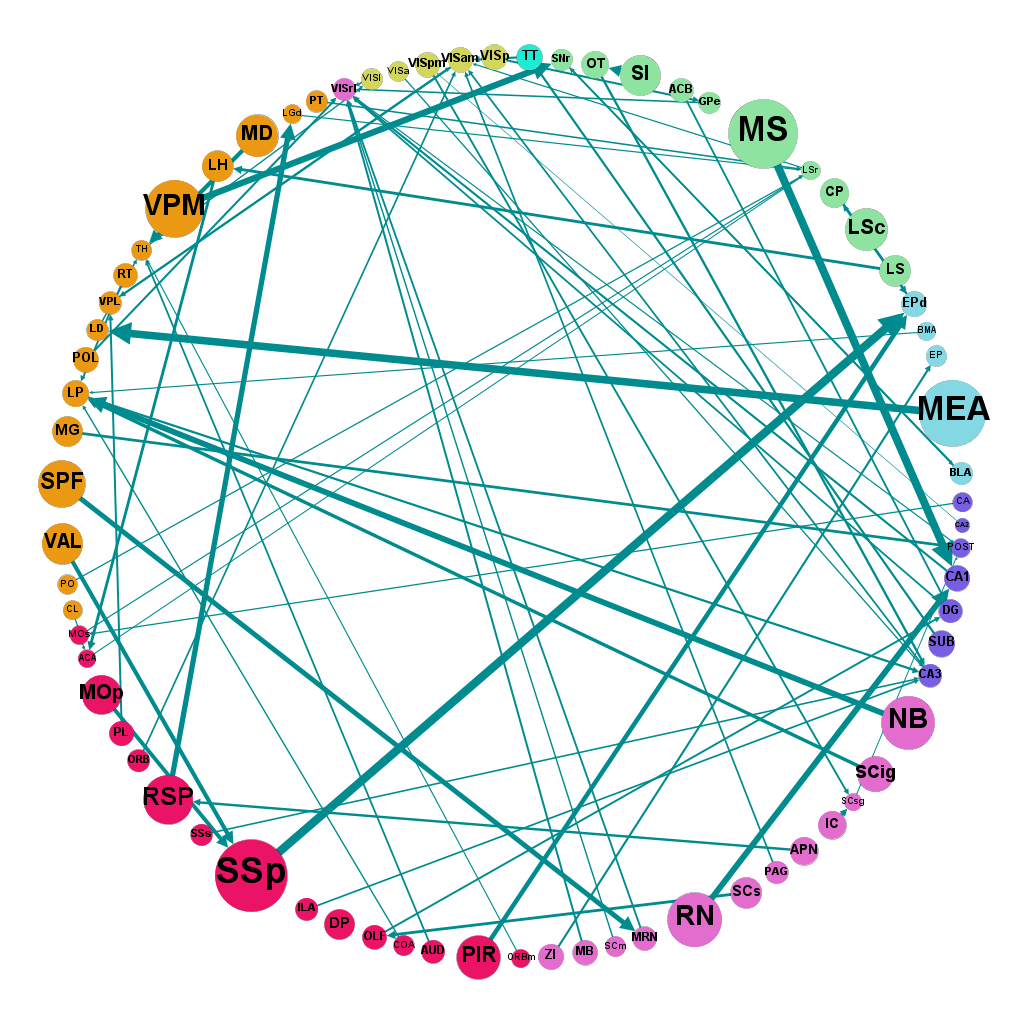 TT
SNr
OT
SI
ACB
GPe
MS
LSr
CP
LSc
LS
EPd
BMA
EP
MEA
BLA
CA
CA2
POST
CA1
DG
SUB
CA3
NB
SCig
SCsg
IC
APN
PAG
SCs
RN
MRN
SCm
MB
ZI
ORBm
PIR
AUD
COA
OLF
DP
ILA
SSp
SSs
RSP
ORB
PL
MOp
ACA
MOs
CL
PO
VAL
SPF
MG
LP
POL
LD
VPL
RT
TH
VPM
LH
MD
LGd
PT
VISrl
VISl
VISa
VISpm
VISam
VISp